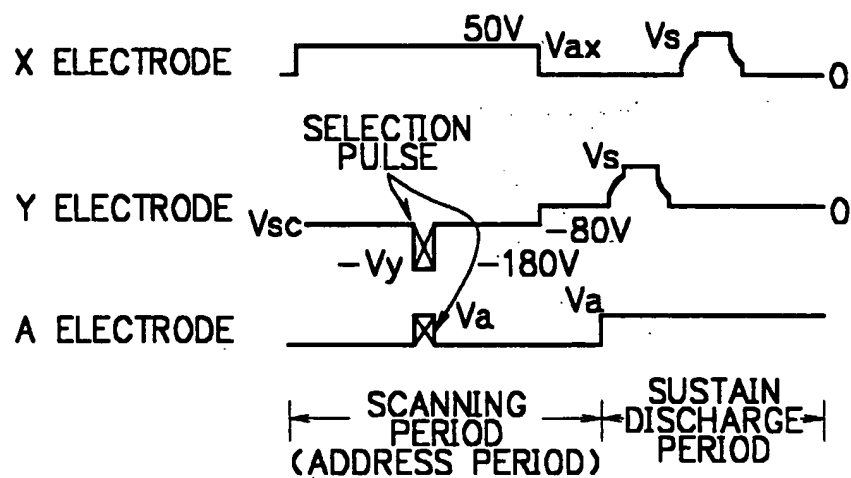 50V
X ELECTRODE
Vax
Vs
0
SELECTION
PULSE
Vs
Y ELECTRODE
Vsc
0
-80V
-Vy
-180V
A ELECTRODE
Va
Va
SCANNING
PERIOD
(ADDRESS PERIOD)
SUSTAIN
DISCHARGE
PERIOD